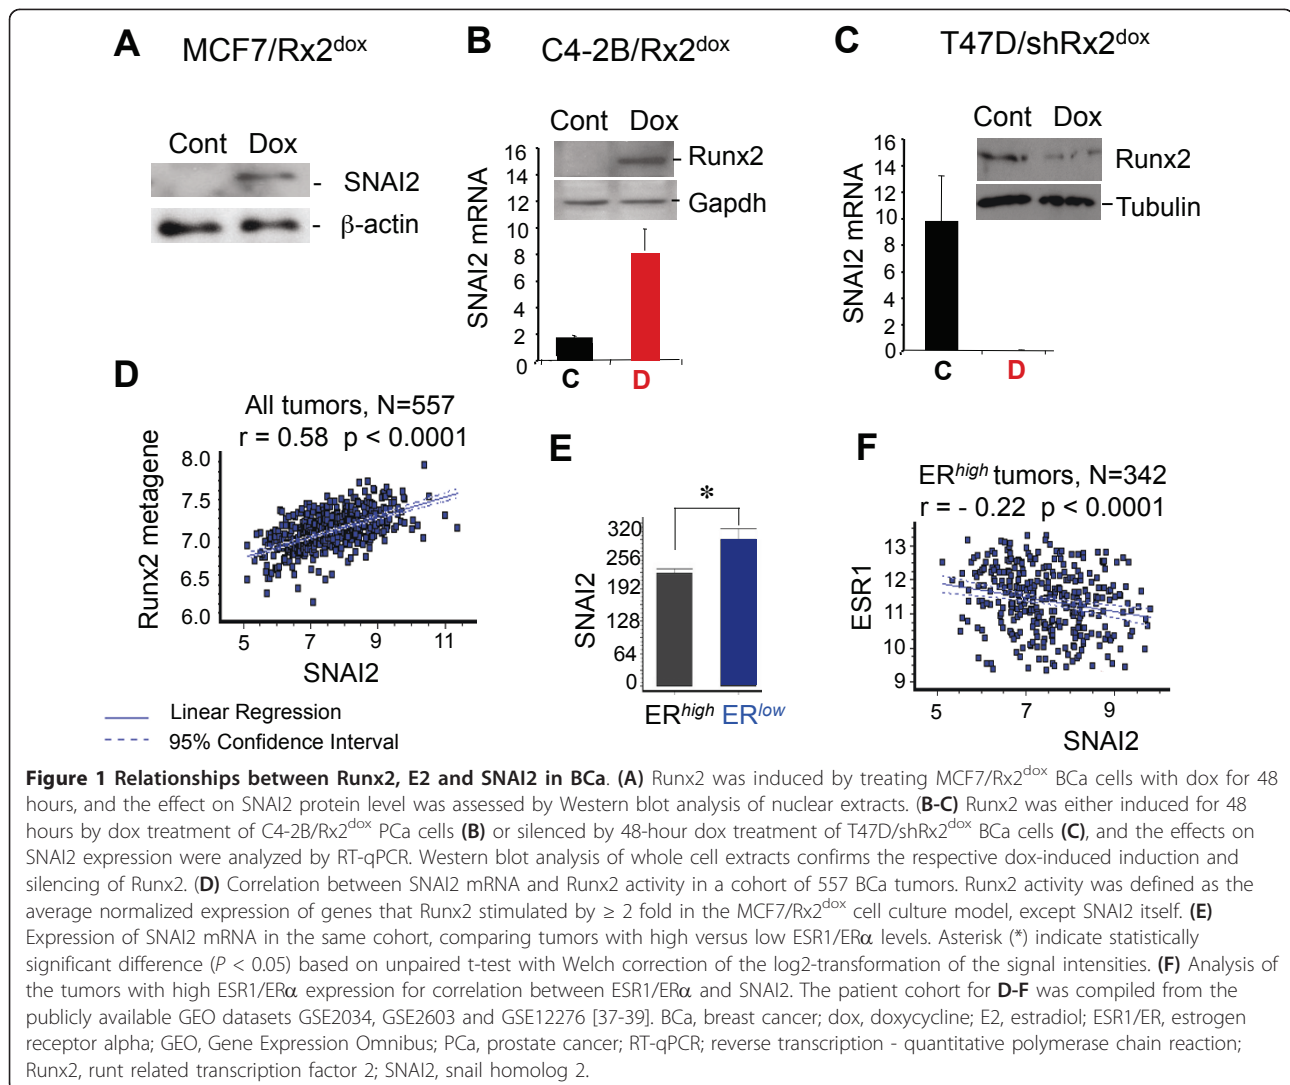 A MCF7/Rx2dox
Cont Dox
SNAI2
β-actin
B C4-2B/Rx2dox
Cont Dox
Runx2
Gapdh
SNAI2 mRNA
16
14
12
10
8
6
4
2
0
C D
C T47D/shRx2dox
Cont Dox
Runx2
Tubulin
SNAI2 mRNA
16
14
12
10
8
6
4
2
0
C D
D
All tumors, N=557
r = 0.58 p < 0.0001
Runx2 metagene
8.0
7.5
7.0
6.5
6.0
5 7 9 11
SNAI2
Linear Regression
95% Confidence Interval
E
*
SNAI2
320
256
192
128
64
0
ERhigh ERlow
F
ERhigh tumors, N=342
r = - 0.22 p < 0.0001
ESR1
13
12
11
10
9
5 7 9
SNAI2
Figure 1 Relationships between Runx2, E2 and SNAI2 in BCa. (A) Runx2 was induced by treating MCF7/Rx2dox BCa cells with dox for 48
hours, and the effect on SNAI2 protein level was assessed by Western blot analysis of nuclear extracts. (B-C) Runx2 was either induced for 48
hours by dox treatment of C4-2B/Rx2dox PCa cells (B) or silenced by 48-hour dox treatment of T47D/shRx2dox BCa cells (C), and the effects on
SNAI2 expression were analyzed by RT-qPCR. Western blot analysis of whole cell extracts confirms the respective dox-induced induction and
silencing of Runx2. (D) Correlation between SNAI2 mRNA and Runx2 activity in a cohort of 557 BCa tumors. Runx2 activity was defined as the
average normalized expression of genes that Runx2 stimulated by ≥ 2 fold in the MCF7/Rx2dox cell culture model, except SNAI2 itself. (E)
Expression of SNAI2 mRNA in the same cohort, comparing tumors with high versus low ESR1/ERα levels. Asterisk (*) indicate statistically
significant difference (P < 0.05) based on unpaired t-test with Welch correction of the log2-transformation of the signal intensities. (F) Analysis of
the tumors with high ESR1/ERα expression for correlation between ESR1/ERα and SNAI2. The patient cohort for D-F was compiled from the
publicly available GEO datasets GSE2034, GSE2603 and GSE12276 [37-39]. BCa, breast cancer; dox, doxycycline; E2, estradiol; ESR1/ER, estrogen
receptor alpha; GEO, Gene Expression Omnibus; PCa, prostate cancer; RT-qPCR; reverse transcription - quantitative polymerase chain reaction;
Runx2, runt related transcription factor 2; SNAI2, snail homolog 2.